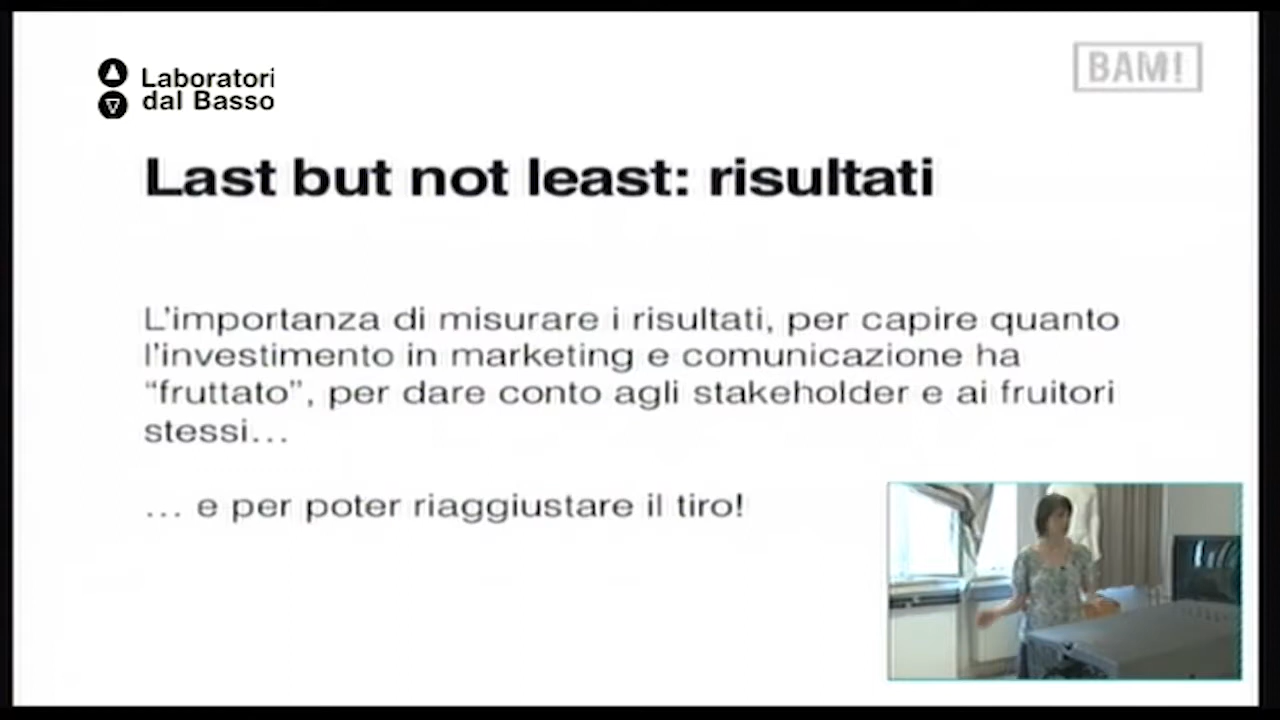 Laboratori
dal Basso
BAM!
Last but not least: risultati
L'importanza di misurare i risultati, per capire quanto
l'investimento in marketing e comunicazione ha
“fruttato”, per dare conto agli stakeholder e ai fruitori
stessi…
… e per poter riaggiustare il tiro!